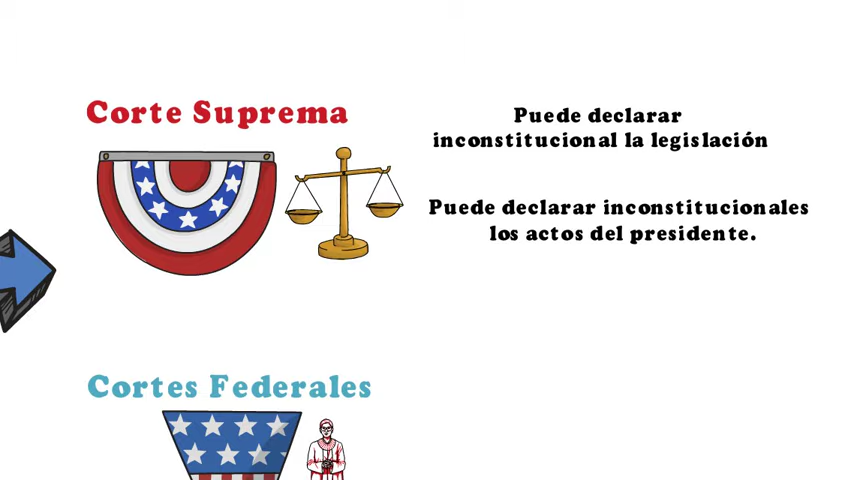 Corte Suprema
Puede declarar
inconstitucional la legislación
Puede declarar inconstitucionales
los actos del presidente.
Cortes Federales